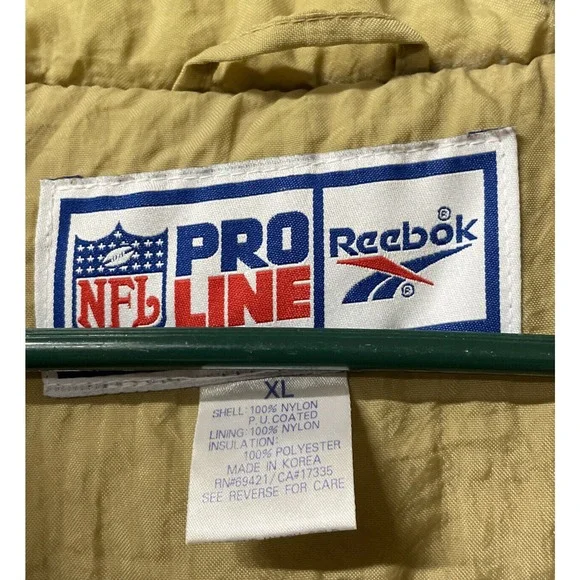 NFL
PRO
LINE
Reebok®
®
XL
SHELL: 100% NYLON
P.U. COATED
LINING: 100% NYLON
INSULATION:
100% POLYESTER
MADE IN KOREA
RN#69421/CA#17335
SEE REVERSE FOR CARE